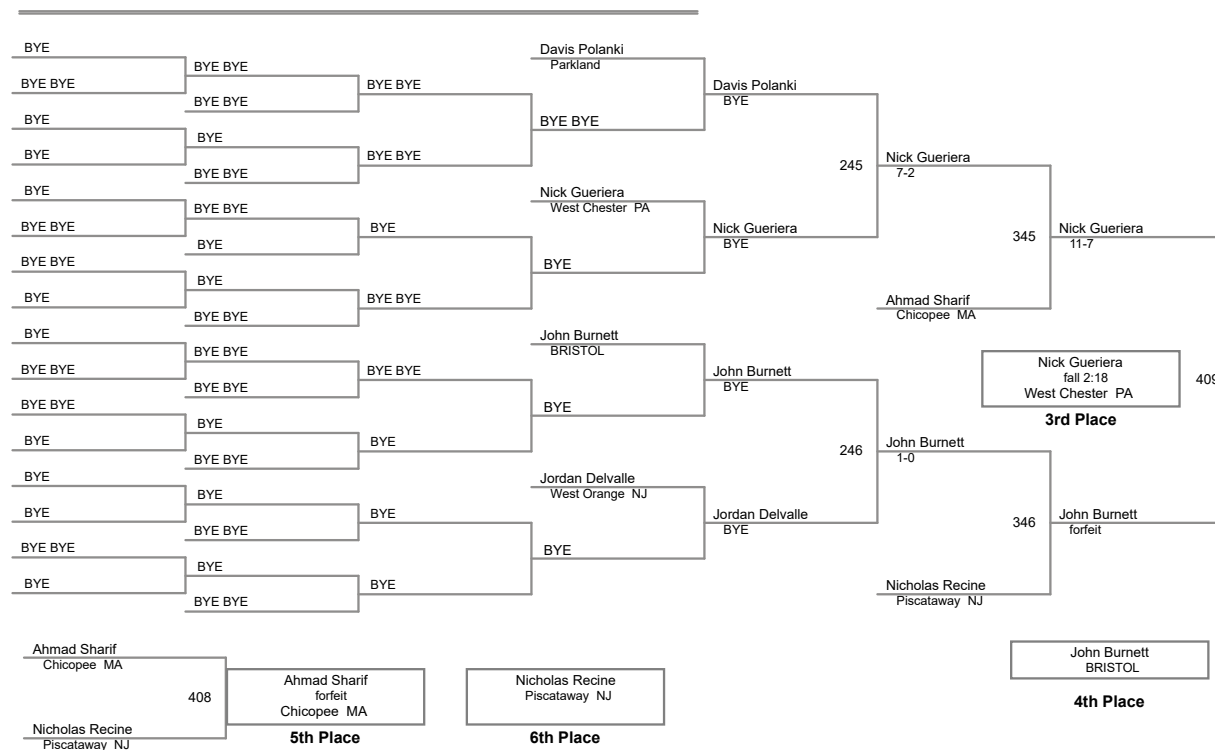 BYE
BYE BYE
BYE
BYE
BYE
BYE BYE
BYE BYE
BYE
BYE
BYE BYE
BYE BYE
BYE
BYE
BYE
BYE BYE
BYE
BYE BYE
BYE BYE
BYE
BYE BYE
BYE BYE
BYE
BYE
BYE BYE
BYE BYE
BYE BYE
BYE
BYE BYE
BYE
BYE BYE
BYE
BYE BYE
BYE BYE
BYE BYE
BYE
BYE BYE
BYE BYE
BYE
BYE
BYE
Davis Polanki
Parkland
BYE BYE
Nick Gueriera
West Chester PA
BYE
John Burnett
BRISTOL
BYE
Jordan Delvalle
West Orange NJ
BYE
Davis Polanki
BYE
245
Nick Gueriera
BYE
John Burnett
BYE
246
Jordan Delvalle
BYE
Nick Gueriera
7-2
345
Ahmad Sharif
Chicopee MA
John Burnett
1-0
346
Nicholas Recine
Piscataway NJ
Nick Gueriera
11-7
Nick Gueriera
fall 2:18
West Chester PA
409
3rd Place
John Burnett
forfeit
John Burnett
BRISTOL
4th Place
Ahmad Sharif
Chicopee MA
408
Nicholas Recine
Piscataway NJ
Ahmad Sharif
forfeit
Chicopee MA
5th Place
Nicholas Recine
Piscataway NJ
6th Place